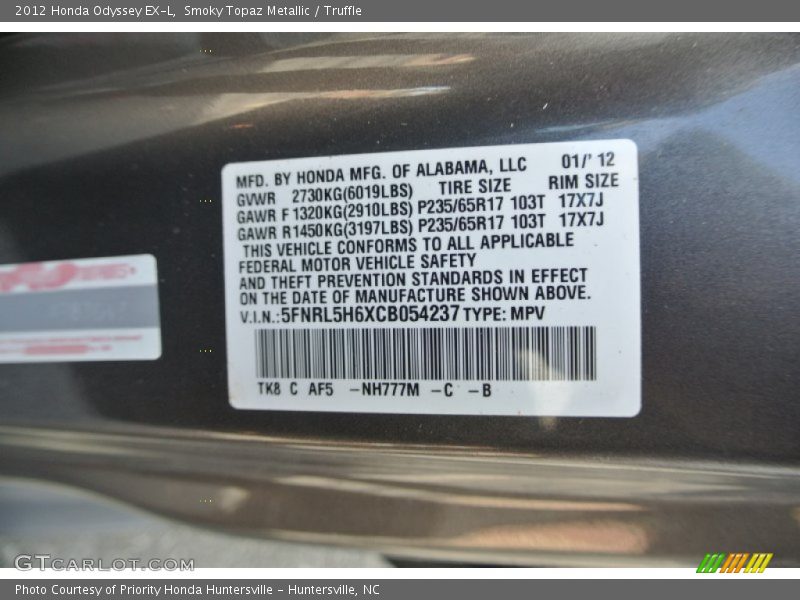 2012 Honda Odyssey EX-L, Smoky Topaz Metallic / Truffle
MFD. BY HONDA MFG. OF ALABAMA, LLC 01/' 12
GVWR 2730KG(6019LBS) TIRE SIZE RIM SIZE
GAWR F 1320KG(2910LBS) P235/65R17 103T 17X7J
GAWR R1450KG(3197LBS) P235/65R17 103T 17X7J
THIS VEHICLE CONFORMS TO ALL APPLICABLE
FEDERAL MOTOR VEHICLE SAFETY
AND THEFT PREVENTION STANDARDS IN EFFECT
ON THE DATE OF MANUFACTURE SHOWN ABOVE.
V.I.N.: 5FNRL5H6XCB054237 TYPE: MPV
TK8 C AF5 -NH777M -C -B
GTCarLot.com
Photo Courtesy of Priority Honda Huntersville - Huntersville, NC